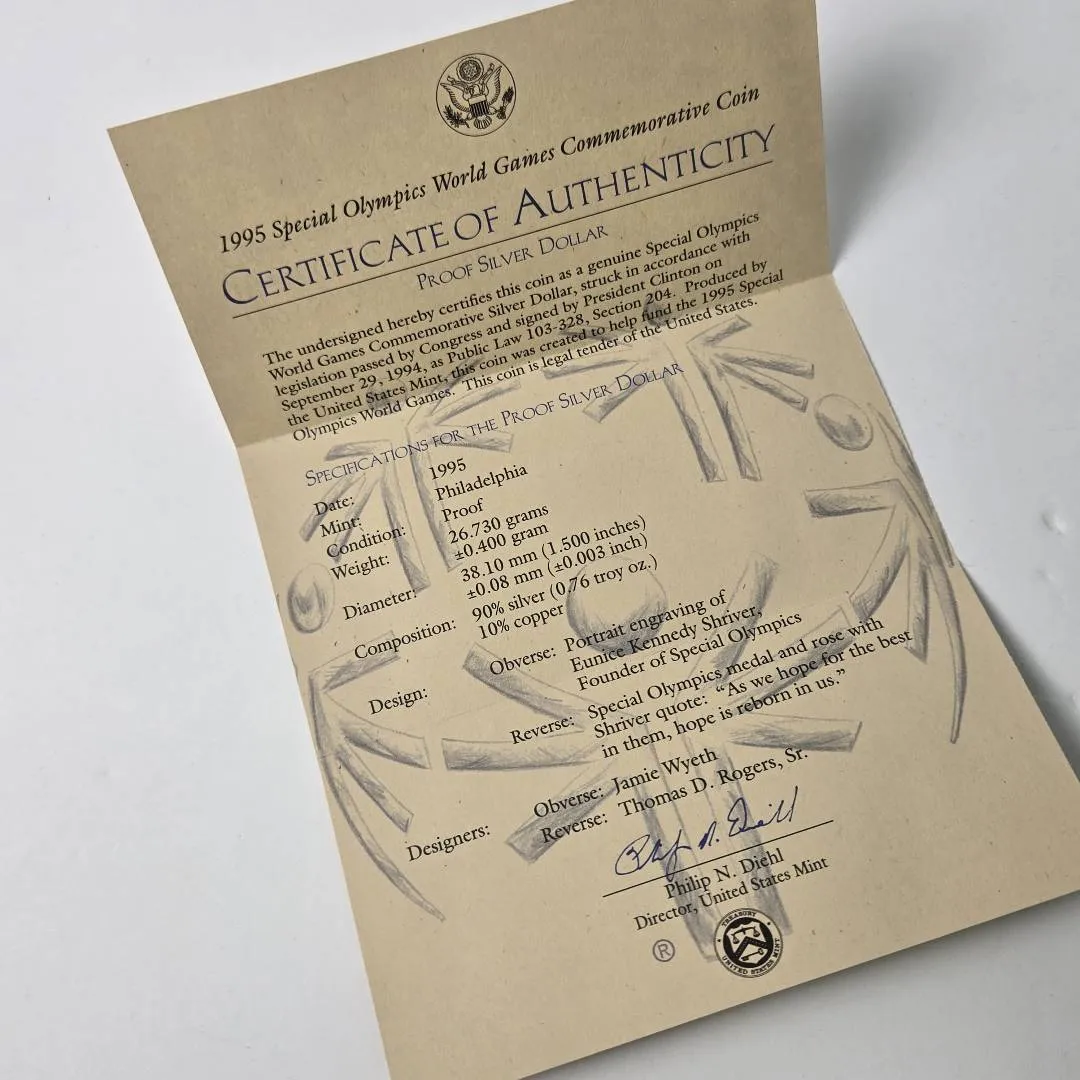 1995 Special Olympics World Games Commemorative Coin
CERTIFICATE OF AUTHENTICITY
PROOF SILVER DOLLAR
The undersigned hereby certifies this coin as a genuine Special Olympics
World Games Commemorative Silver Dollar, struck in accordance with
legislation passed by Congress and signed by President Clinton on
September 29, 1994, as Public Law 103-328, Section 204. Produced by
the United States Mint, this coin was created to help fund the 1995 Special
Olympics World Games. This coin is legal tender of the United States.
SPECIFICATIONS FOR THE PROOF SILVER DOLLAR
Date: 1995
Mint: Philadelphia
Condition: Proof
Weight: 26.730 grams
±0.400 gram
Diameter: 38.10 mm (1.500 inches)
±0.08 mm (±0.003 inch)
Composition: 90% silver (0.76 troy oz.)
10% copper
Design: Obverse: Portrait engraving of
Eunice Kennedy Shriver,
Founder of Special Olympics
Reverse: Special Olympics medal and rose with
Shriver quote: “As we hope for the best
in them, hope is reborn in us.”
Designers: Obverse: Jamie Wyeth
Reverse: Thomas D. Rogers, Sr.
Philip N. Diehl
Philip N. Diehl
Director, United States Mint
®
TREASURY
UNITED STATES MINT